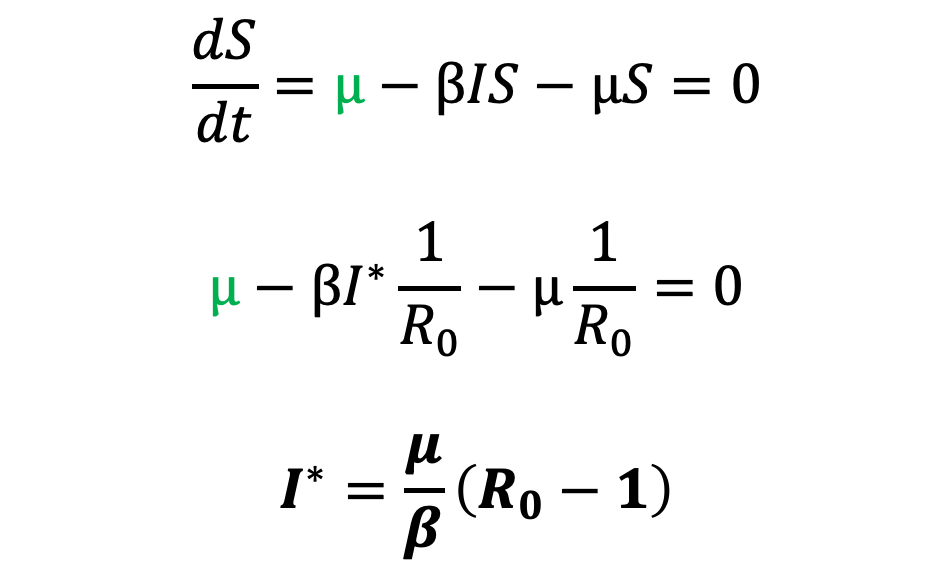 dS/dt = μ − βIS − μS = 0
μ − βI* 1/R₀ − μ 1/R₀ = 0
I* = μ/β (R₀ − 1)